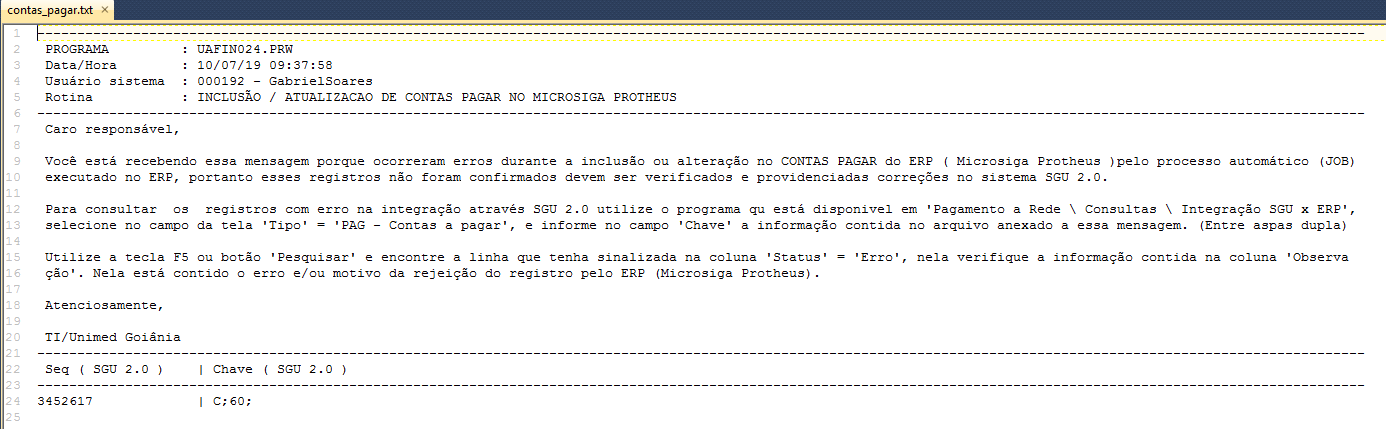 contas_pagar.txt ×
1 ----------------------------------------------------------------------------------------------------------------------------------------------------------------------
2 PROGRAMA : UAFIN024.PRW
3 Data/Hora : 10/07/19 09:37:58
4 Usuário sistema : 000192 - GabrielSoares
5 Rotina : INCLUSÃO / ATUALIZACAO DE CONTAS PAGAR NO MICROSIGA PROTHEUS
6 ----------------------------------------------------------------------------------------------------------------------------------------------------------------------
7 Caro responsável,
8
9 Você está recebendo essa mensagem porque ocorreram erros durante a inclusão ou alteração no CONTAS PAGAR do ERP ( Microsiga Protheus )pelo processo automático (JOB)
10 executado no ERP, portanto esses registros não foram confirmados devem ser verificados e providenciadas correções no sistema SGU 2.0.
11
12 Para consultar  os  registros com erro na integração através SGU 2.0 utilize o programa qu está disponivel em 'Pagamento a Rede \ Consultas \ Integração SGU x ERP',
13 selecione no campo da tela 'Tipo' = 'PAG - Contas a pagar', e informe no campo 'Chave' a informação contida no arquivo anexado a essa mensagem. (Entre aspas dupla)
14
15 Utilize a tecla F5 ou botão 'Pesquisar' e encontre a linha que tenha sinalizada na coluna 'Status' = 'Erro', nela verifique a informação contida na coluna 'Observa
16 ção'. Nela está contido o erro e/ou motivo da rejeição do registro pelo ERP (Microsiga Protheus).
17
18 Atenciosamente,
19
20 TI/Unimed Goiânia
21 ----------------------------------------------------------------------------------------------------------------------------------------------------------------------
22 Seq ( SGU 2.0 ) | Chave ( SGU 2.0 )
23 ----------------------------------------------------------------------------------------------------------------------------------------------------------------------
24 3452617 | C;60;
25